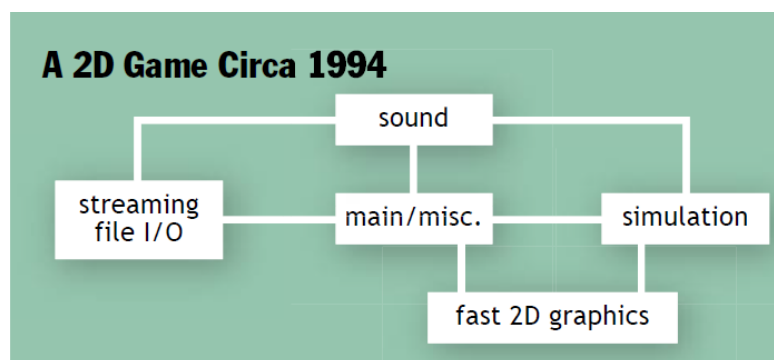 A 2D Game Circa 1994
sound
streaming
file I/O
main/misc.
simulation
fast 2D graphics